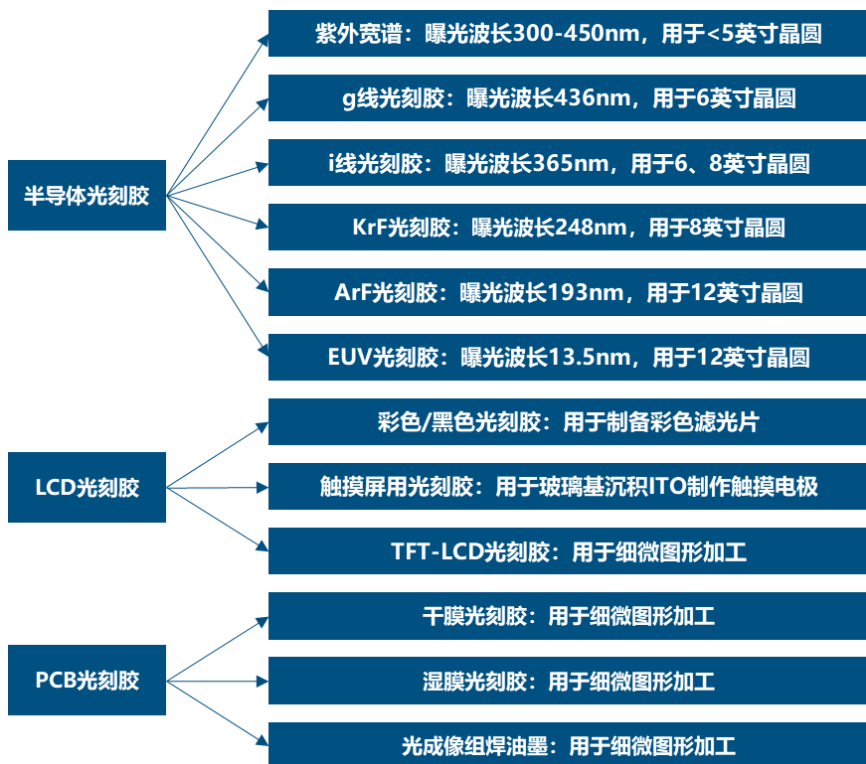 半导体光刻胶
紫外宽谱：曝光波长300-450nm，用于<5英寸晶圆
g线光刻胶：曝光波长436nm，用于6英寸晶圆
i线光刻胶：曝光波长365nm，用于6、8英寸晶圆
KrF光刻胶：曝光波长248nm，用于8英寸晶圆
ArF光刻胶：曝光波长193nm，用于12英寸晶圆
EUV光刻胶：曝光波长13.5nm，用于12英寸晶圆
LCD光刻胶
彩色/黑色光刻胶：用于制备彩色滤光片
触摸屏用光刻胶：用于玻璃基沉积ITO制作触摸电极
TFT-LCD光刻胶：用于细微图形加工
PCB光刻胶
干膜光刻胶：用于细微图形加工
湿膜光刻胶：用于细微图形加工
光成像组焊油墨：用于细微图形加工